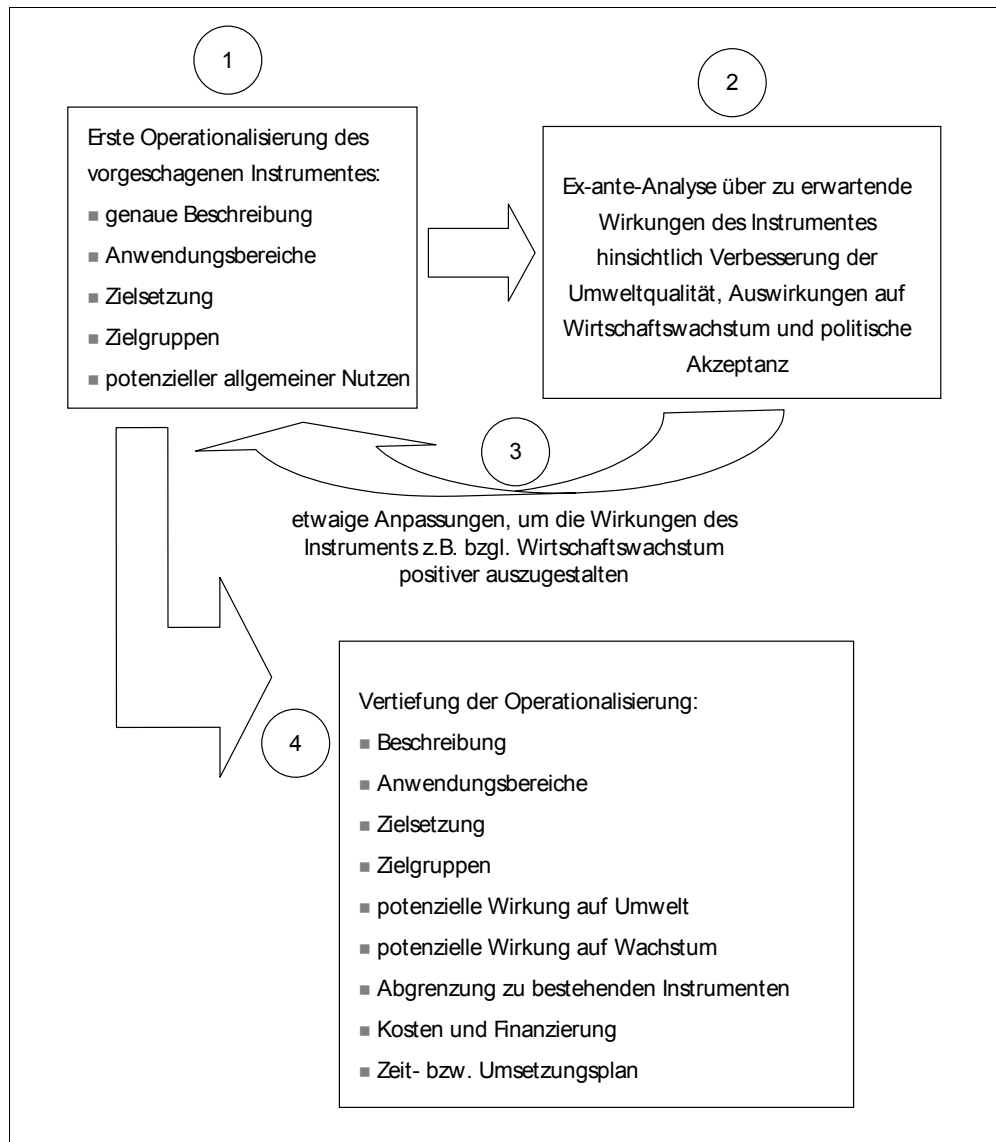 1
Erste Operationalisierung des
vorgeschagenen Instrumentes:
■ genaue Beschreibung
■ Anwendungsbereiche
■ Zielsetzung
■ Zielgruppen
■ potenzieller allgemeiner Nutzen
2
Ex-ante-Analyse über zu erwartende
Wirkungen des Instrumentes
hinsichtlich Verbesserung der
Umweltqualität, Auswirkungen auf
Wirtschaftswachstum und politische
Akzeptanz
3
etwaige Anpassungen, um die Wirkungen des
Instruments z.B. bzgl. Wirtschaftswachstum
positiver auszugestalten
4
Vertiefung der Operationalisierung:
■ Beschreibung
■ Anwendungsbereiche
■ Zielsetzung
■ Zielgruppen
■ potenzielle Wirkung auf Umwelt
■ potenzielle Wirkung auf Wachstum
■ Abgrenzung zu bestehenden Instrumenten
■ Kosten und Finanzierung
■ Zeit- bzw. Umsetzungsplan